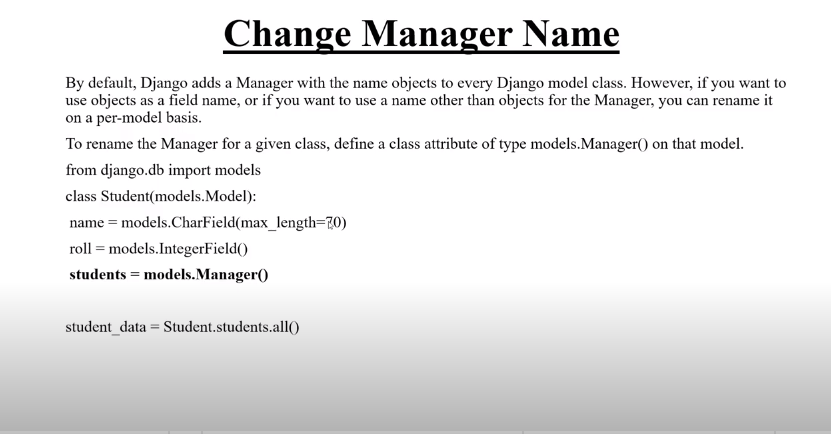 Change Manager Name
By default, Django adds a Manager with the name objects to every Django model class. However, if you want to
use objects as a field name, or if you want to use a name other than objects for the Manager, you can rename it
on a per-model basis.
To rename the Manager for a given class, define a class attribute of type models.Manager() on that model.
from django.db import models
class Student(models.Model):
name = models.CharField(max_length=70)
roll = models.IntegerField()
students = models.Manager()
student_data = Student.students.all()